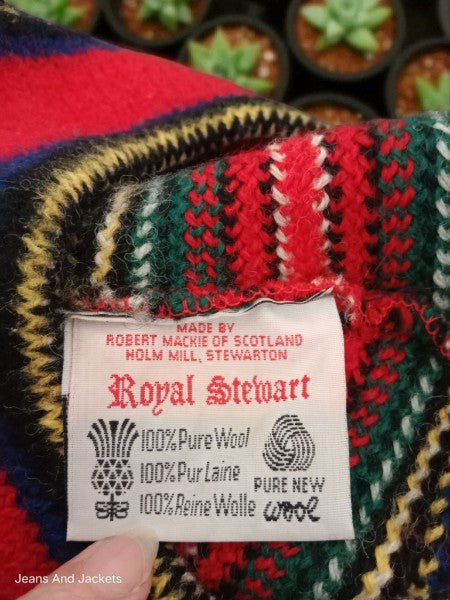 MADE BY
ROBERT MACKIE OF SCOTLAND
HOLM MILL, STEWARTON
Royal Stewart
100%Pure Wool
100%Pur Laine
100%Reine Wolle
PURE NEW
wool
Jeans And Jackets